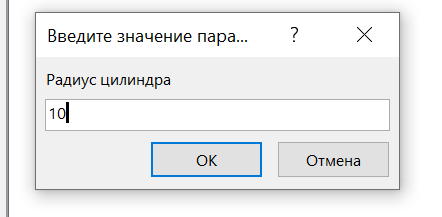 Введите значение пара... ?
Радиус цилиндра
10
OK Отмена